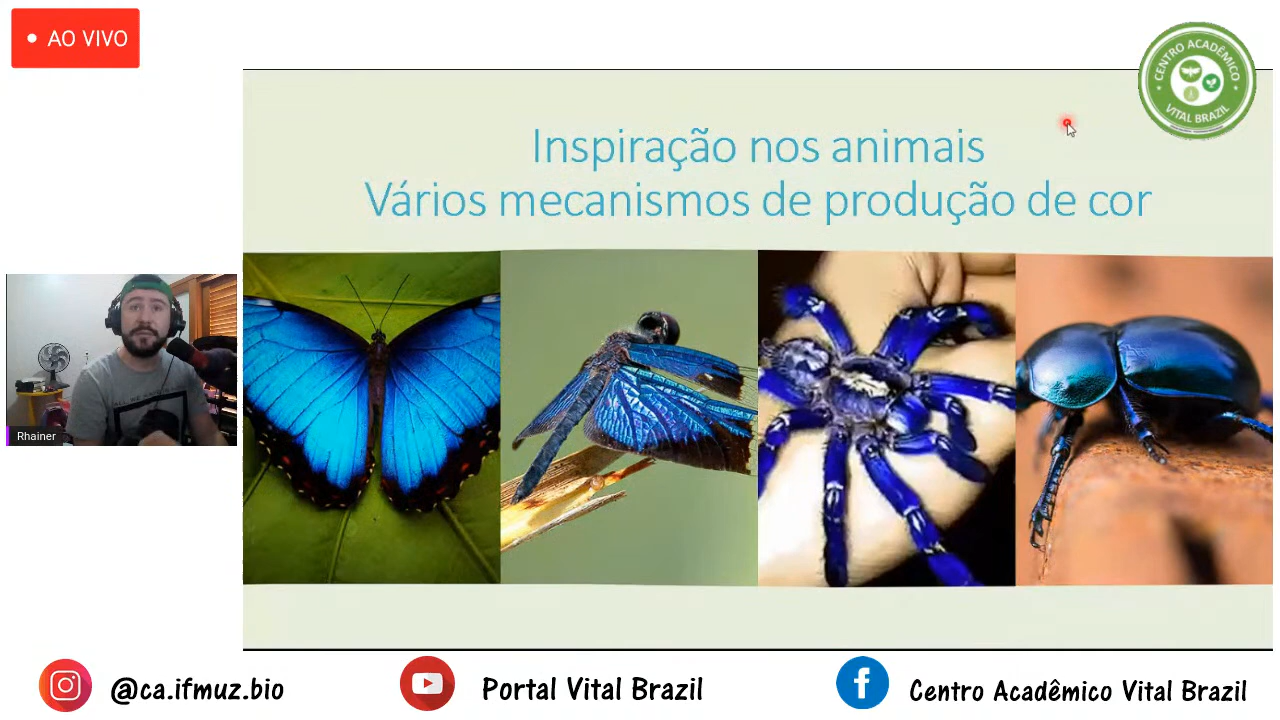 AO VIVO
CENTRO ACADÊMICO
VITAL BRAZIL
Inspiração nos animais
Vários mecanismos de produção de cor
Rhainer
@ca.ifmuz.bio
Portal Vital Brazil
Centro Acadêmico Vital Brazil